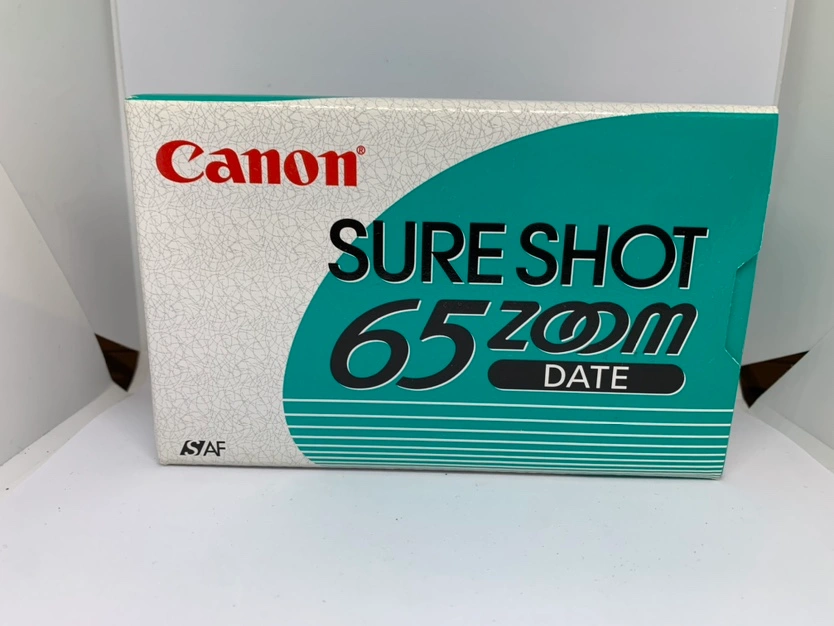 Canon®
SURE SHOT
65 ZOOM
DATE
SAF